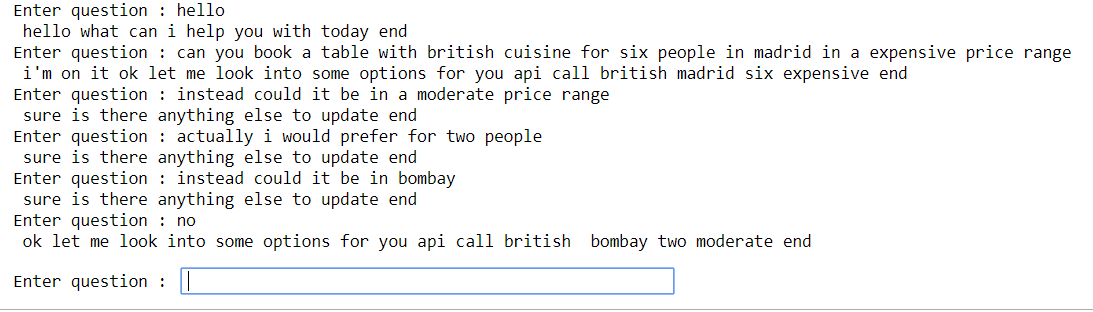 Enter question : hello
hello what can i help you with today end
Enter question : can you book a table with british cuisine for six people in madrid in a expensive price range
i'm on it ok let me look into some options for you api call british madrid six expensive end
Enter question : instead could it be in a moderate price range
sure is there anything else to update end
Enter question : actually i would prefer for two people
sure is there anything else to update end
Enter question : instead could it be in bombay
sure is there anything else to update end
Enter question : no
ok let me look into some options for you api call british  bombay two moderate end
Enter question :